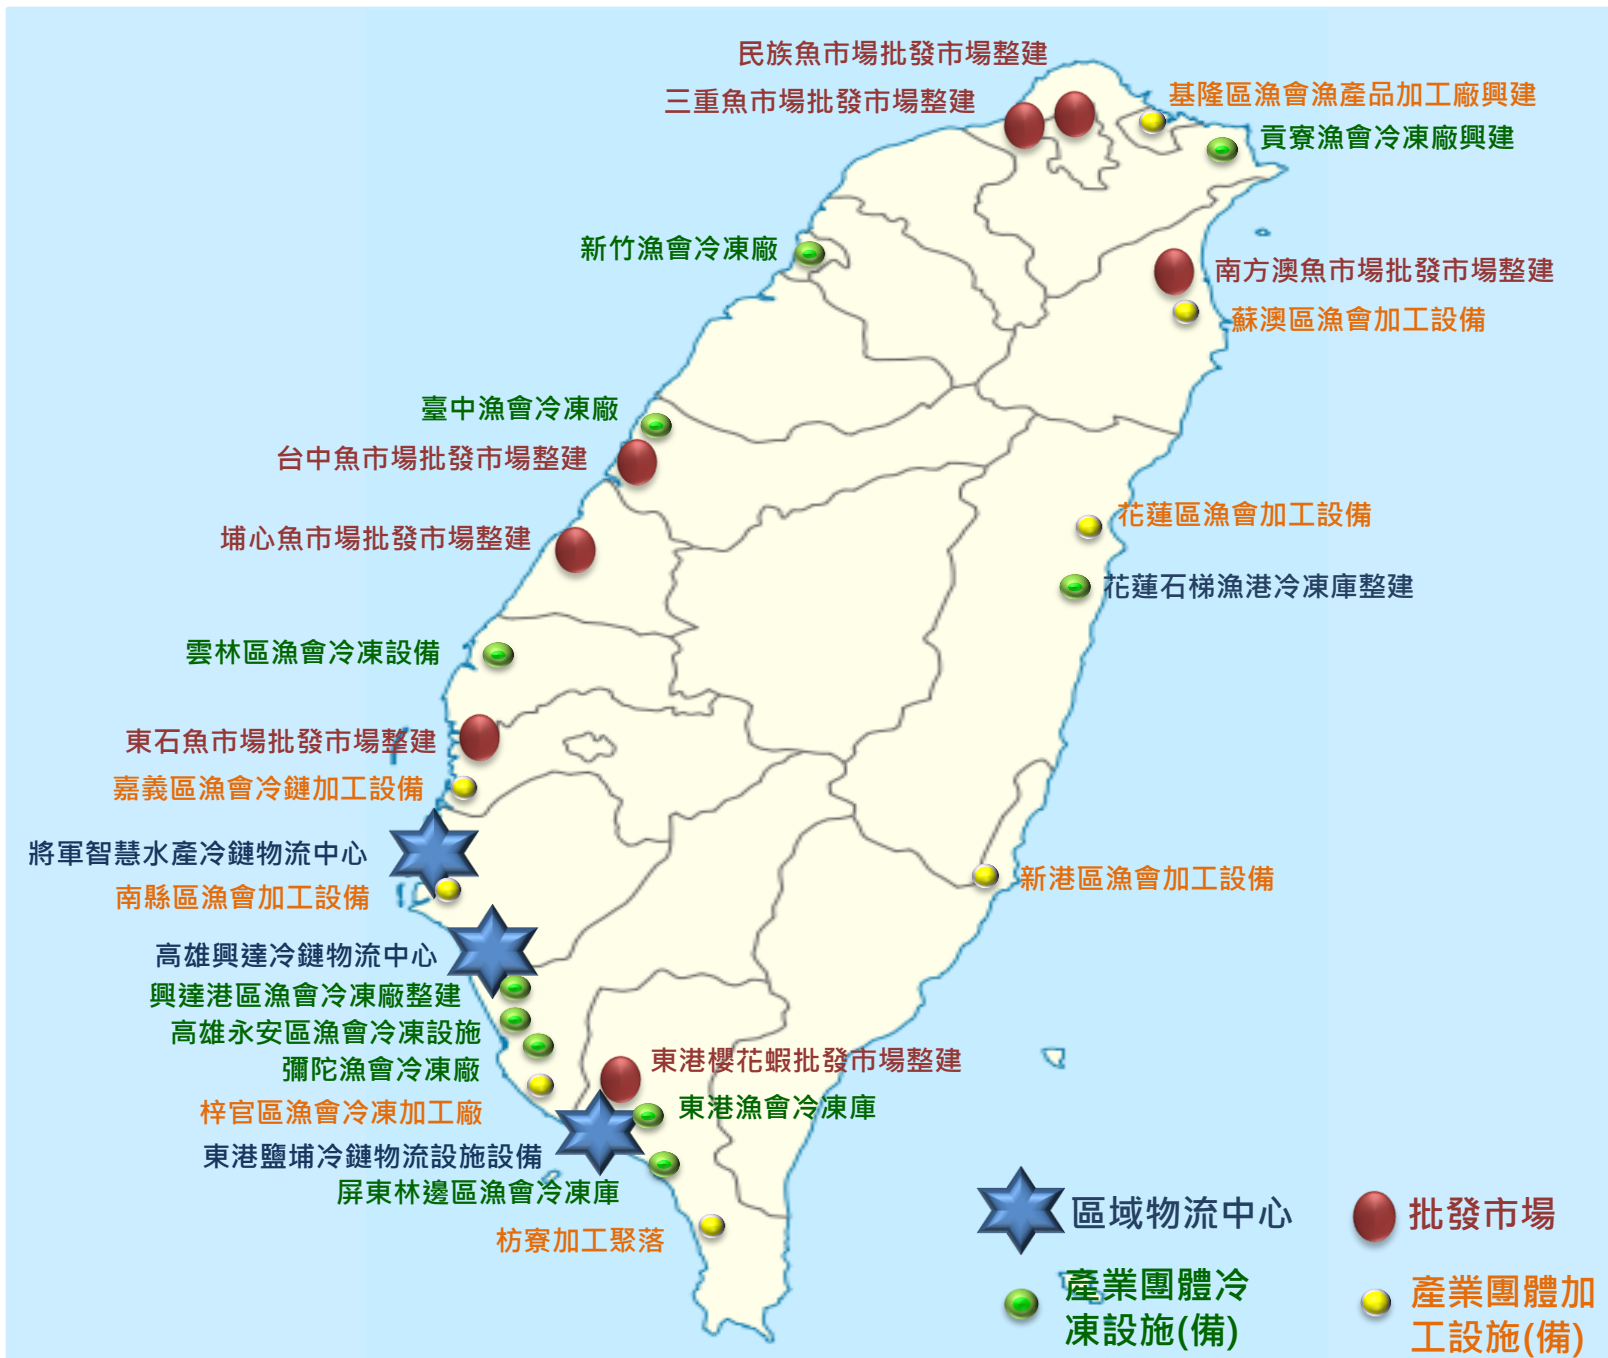 民族魚市場批發市場整建
三重魚市場批發市場整建
基隆區漁會漁產品加工廠興建
貢寮漁會冷凍廠興建
新竹漁會冷凍廠
南方澳魚市場批發市場整建
蘇澳區漁會加工設備
臺中漁會冷凍廠
台中魚市場批發市場整建
花蓮區漁會加工設備
埔心魚市場批發市場整建
花蓮石梯漁港冷凍庫整建
雲林區漁會冷凍設備
東石魚市場批發市場整建
嘉義區漁會冷鏈加工設備
將軍智慧水產冷鏈物流中心
新港區漁會加工設備
南縣區漁會加工設備
高雄興達冷鏈物流中心
興達港區漁會冷凍廠整建
高雄永安區漁會冷凍設施
彌陀漁會冷凍廠
東港櫻花蝦批發市場整建
梓官區漁會冷凍加工廠
東港漁會冷凍庫
東港鹽埔冷鏈物流設施設備
屏東林邊區漁會冷凍庫
枋寮加工聚落
區域物流中心
批發市場
產業團體冷
凍設施(備)
產業團體加
工設施(備)